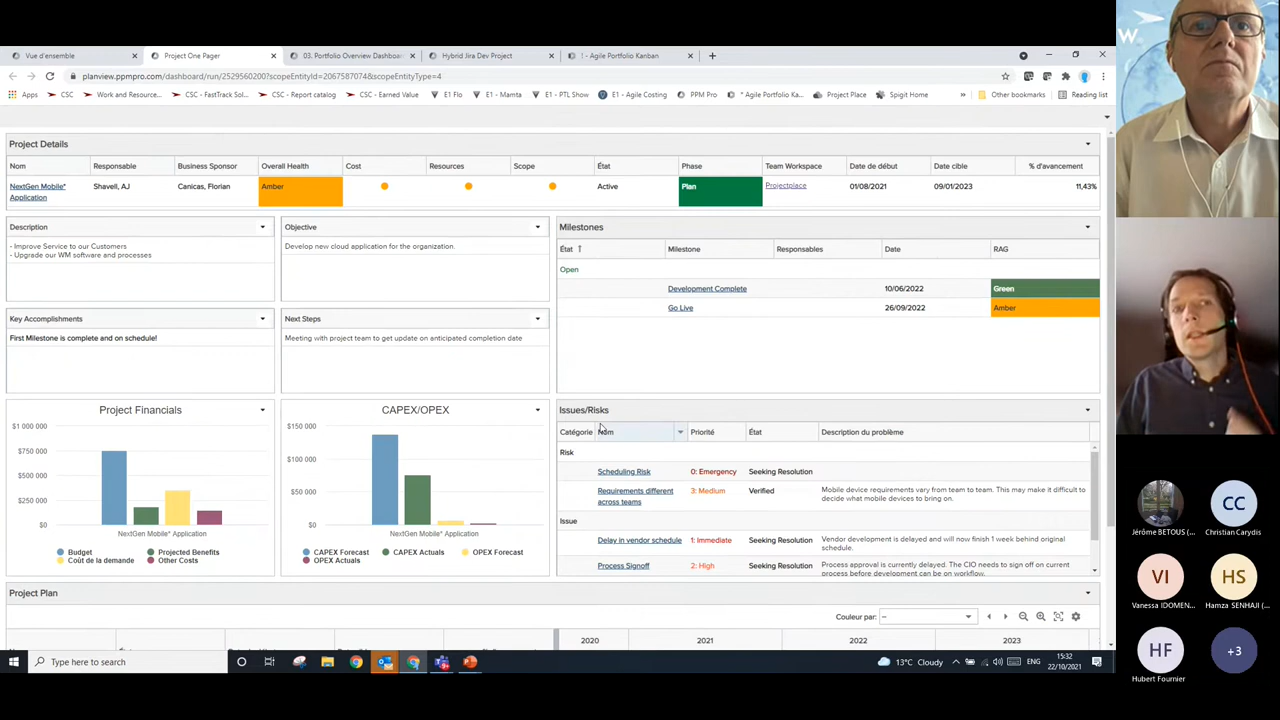 Vue d'ensemble
Project One Pager
03. Portfolio Overview Dashboar
Hybrid Jira Dev Project
! - Agile Portfolio Kanban
planview.ppmpro.com/dashboard/run/2529560200?scopeEntityId=2067587074&scopeEntityType=4
Apps
CSC
Work and Resource...
CSC - FastTrack Sol...
CSC - Report catalog
CSC - Earned Value
E1 Flo
E1 - Mamta
E1 - PTL Show
E1 - Agile Costing
PPM Pro
* Agile Portfolio Ka...
Project Place
Spigit Home
»
Other bookmarks
Reading list
W
Project Details
Nom Responsable Business Sponsor Overall Health Cost Resources Scope État Phase Team Workspace Date de début Date cible % d'avancement
NextGen Mobile* Application Shavell, AJ Canicas, Florian Amber Active Plan Projectplace 01/08/2021 09/01/2023 11,43%
Description
- Improve Service to our Customers
- Upgrade our WM software and processes
Objective
Develop new cloud application for the organization.
Milestones
État Milestone Responsables Date RAG
Open
Development Complete 10/06/2022 Green
Go Live 26/09/2022 Amber
Key Accomplishments
First Milestone is complete and on schedule!
Next Steps
Meeting with project team to get update on anticipated completion date
Project Financials
$1 000 000
$750 000
$500 000
$250 000
$0
NextGen Mobile* Application
Budget
Projected Benefits
Coût de la demande
Other Costs
CAPEX/OPEX
$150 000
$100 000
$50 000
$0
NextGen Mobile* Application
CAPEX Forecast
CAPEX Actuals
OPEX Forecast
OPEX Actuals
Issues/Risks
Catégorie Nom Priorité État Description du problème
Risk
Scheduling Risk 0: Emergency Seeking Resolution
Requirements different across teams 3: Medium Verified Mobile device requirements vary from team to team. This may make it difficult to decide what mobile devices to bring on.
Issue
Delay in vendor schedule 1: Immediate Seeking Resolution Vendor development is delayed and will now finish 1 week behind original schedule.
Process Signoff 2: High Seeking Resolution Process approval is currently delayed. The CIO needs to sign off on current process before development can be on workflow.
Project Plan
Couleur par: --
2020 2021 2022 2023
Type here to search
13°C Cloudy
ENG
15:32
22/10/2021
Jérôme BETOUS (...
CC
Christian Carydis
VI
Vanessa IDOMEN...
HS
Hamza SENHAJI (...
HF
Hubert Fournier
+3